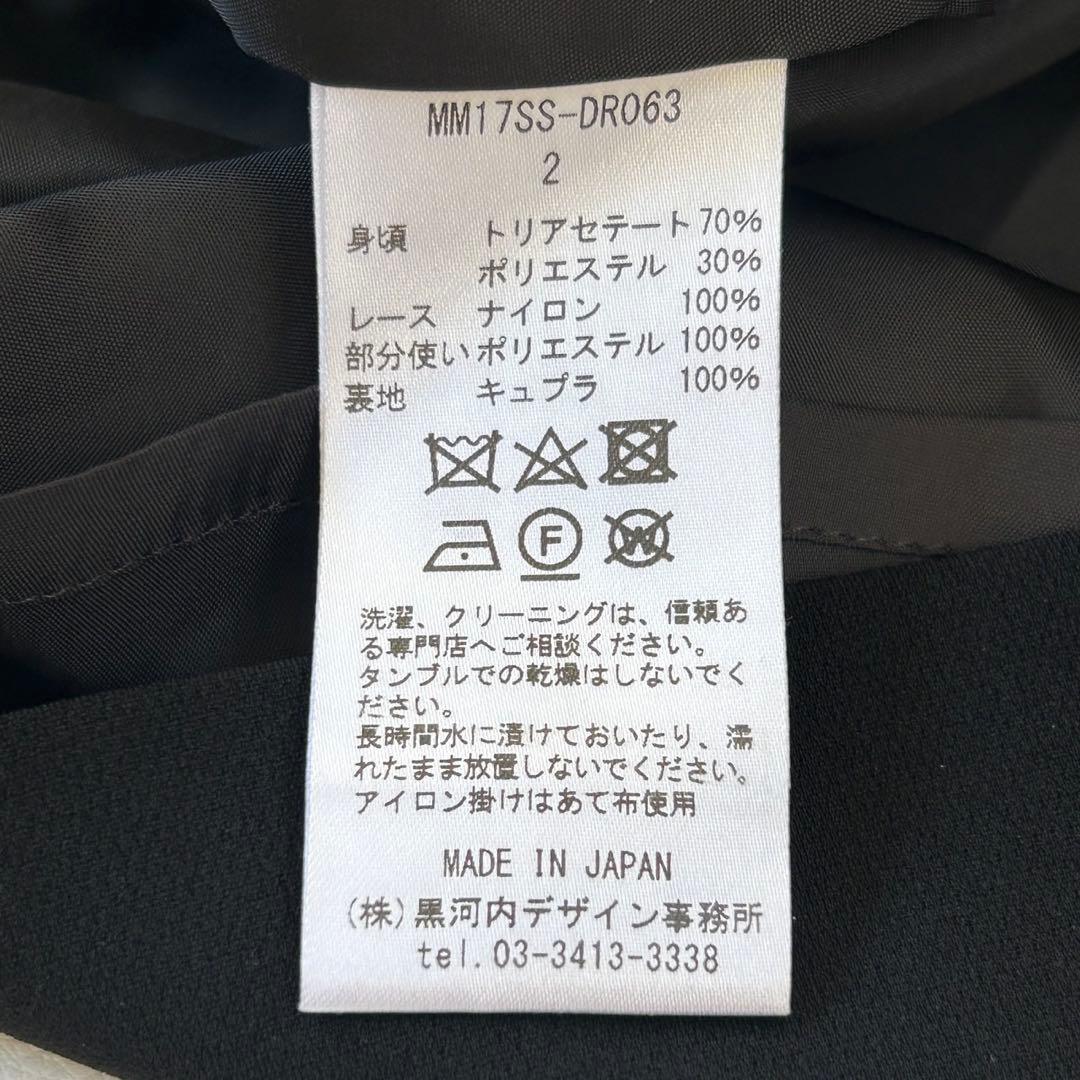 MM17SS-DR063
2
身頃 トリアセテート 70%
ポリエステル 30%
レース ナイロン 100%
部分使い ポリエステル 100%
裏地 キュプラ 100%
F W
洗濯、クリーニングは、信頼あ
る専門店へご相談ください。
タンブルでの乾燥はしないでく
ださい。
長時間水に漬けておいたり、濡
れたまま放置しないでください。
アイロン掛けはあて布使用
MADE IN JAPAN
(株)黒河内デザイン事務所
tel.03-3413-3338